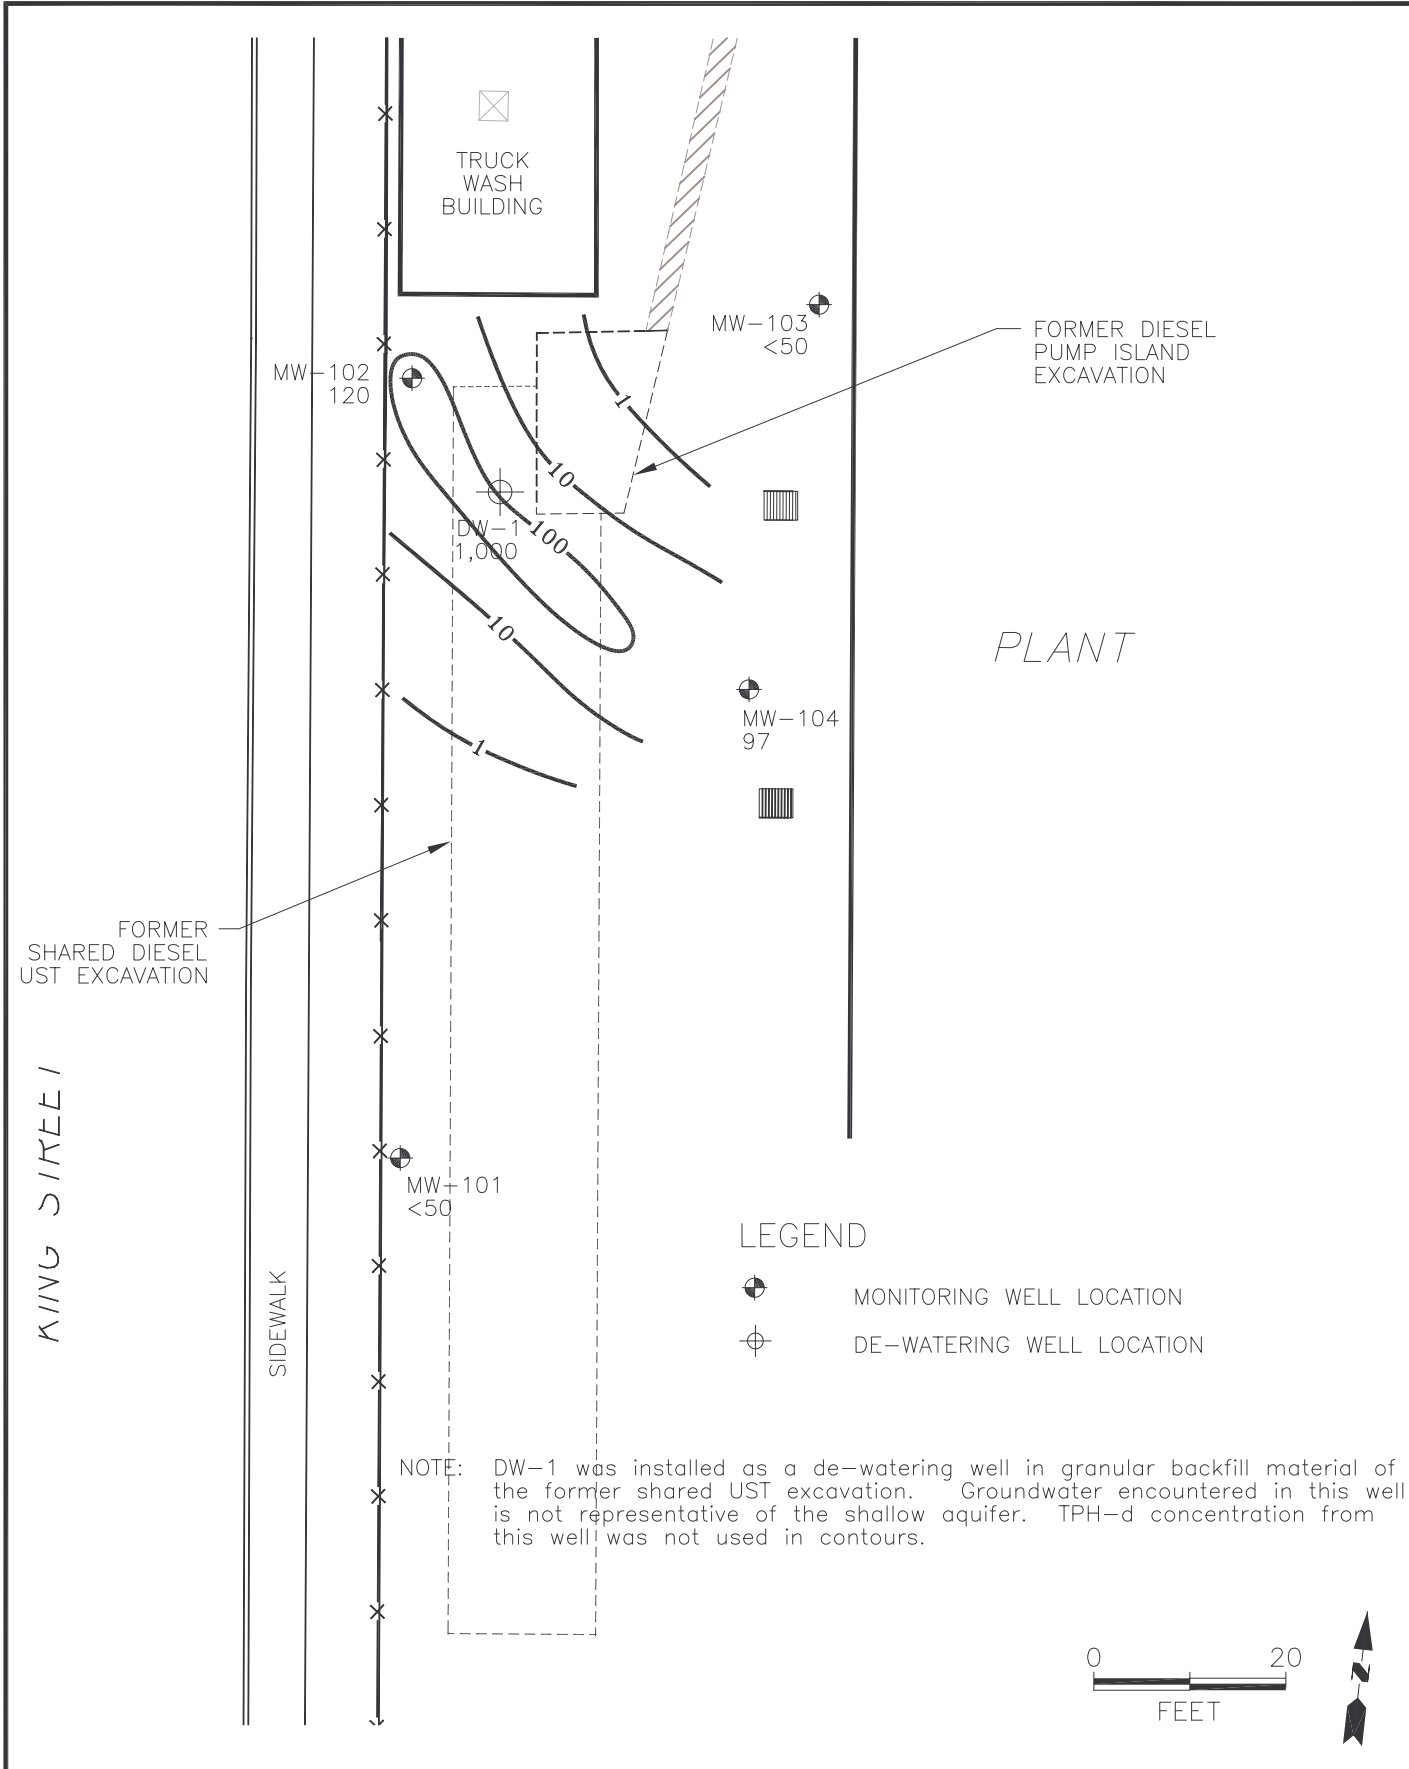 TRUCK
WASH
BUILDING
MW-103
<50
FORMER DIESEL
PUMP ISLAND
EXCAVATION
MW-102
120
1
10
DW-1
1,000
100
10
PLANT
MW-104
97
1
FORMER
SHARED DIESEL
UST EXCAVATION
KING STREET
MW-101
<50
SIDEWALK
LEGEND
MONITORING WELL LOCATION
DE-WATERING WELL LOCATION
NOTE: DW-1 was installed as a de-watering well in granular backfill material of
the former shared UST excavation. Groundwater encountered in this well
is not representative of the shallow aquifer. TPH-d concentration from
this well was not used in contours.
0 20
FEET
N